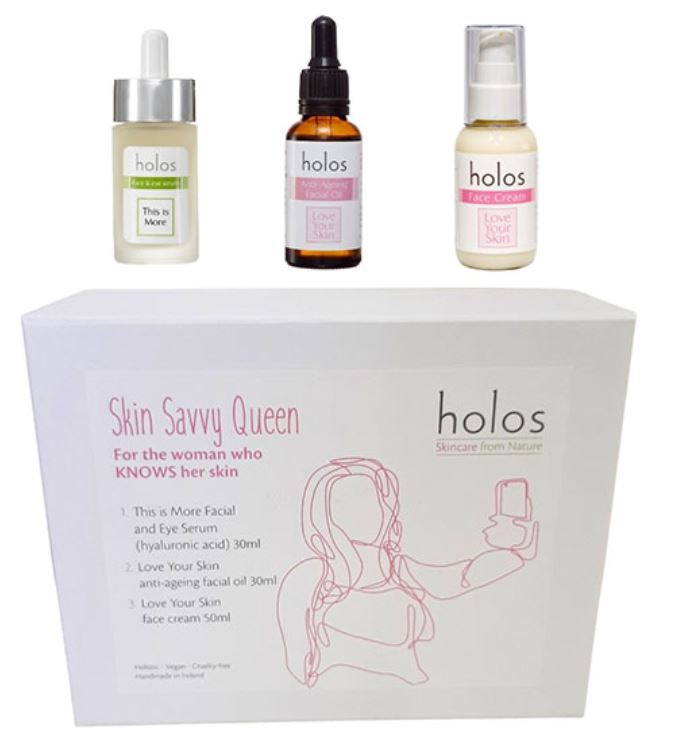 holos
face & eye serum
This is
More
holos
Anti-Ageing
Facial Oil
Love
Your
Skin
holos
Face Cream
Love
Your
Skin
Skin Savvy Queen
For the woman who
KNOWS her skin
holos
Skincare from Nature
1. This is More Facial
and Eye Serum
(hyaluronic acid) 30ml
2. Love Your Skin
anti-ageing facial oil 30ml
3. Love Your Skin
face cream 50ml
Holistic - Vegan - Cruelty-free
Handmade in Ireland